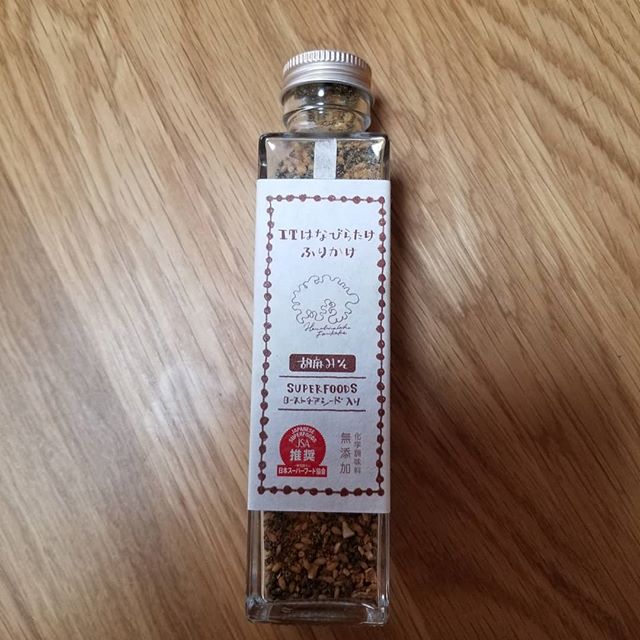 ITはなびらたけ
ふりかけ
Hanabiratake
Furikake
胡麻みそ
SUPERFOODS
ローストチアシード入り
JAPANESE
SUPERFOODS
JSA
推奨
日本スーパーフード協会
化学調味料
無添加